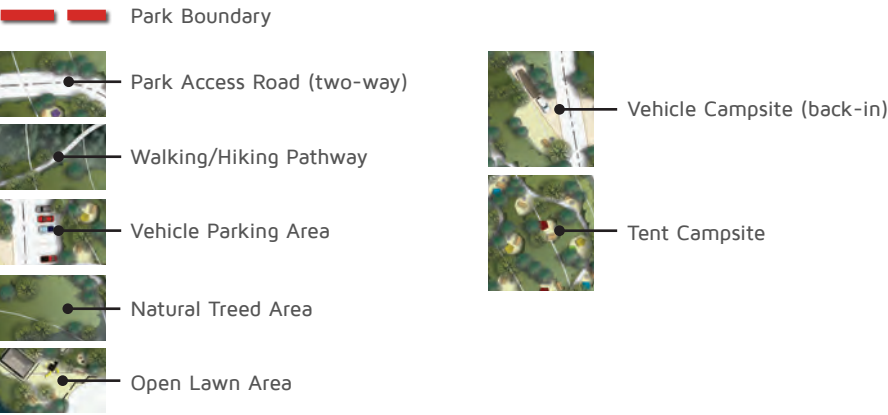 Park Boundary
Park Access Road (two-way)
Walking/Hiking Pathway
Vehicle Parking Area
Natural Treed Area
Open Lawn Area
Vehicle Campsite (back-in)
Tent Campsite